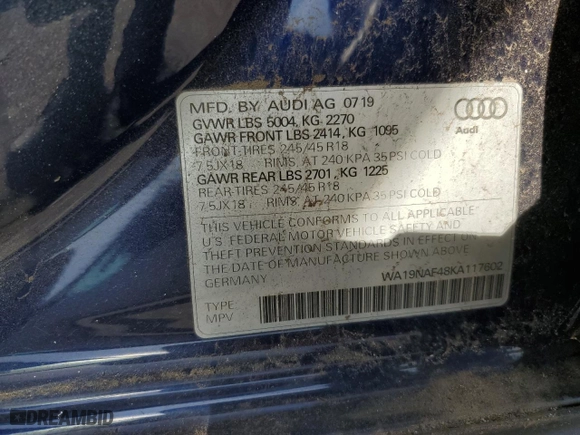 MFD. BY AUDI AG 07 19
GVWR LBS 5004, KG 2270
GAWR FRONT LBS 2414, KG 1095
FRONT-TIRES 245/45 R18
7.5JX18 RIMS, AT 240 KPA 35 PSI COLD
GAWR REAR LBS 2701, KG 1225
REAR-TIRES 245/45 R18
7.5JX18 RIMS, AT 240 KPA 35 PSI COLD
THIS VEHICLE CONFORMS TO ALL APPLICABLE
U.S. FEDERAL MOTOR VEHICLE SAFETY AND
THEFT PREVENTION STANDARDS IN EFFECT ON
THE DATE OF MANUFACTURE SHOWN ABOVE
GERMANY
Audi
WA19NAF48KA117602
TYPE
MPV
DREAMBID